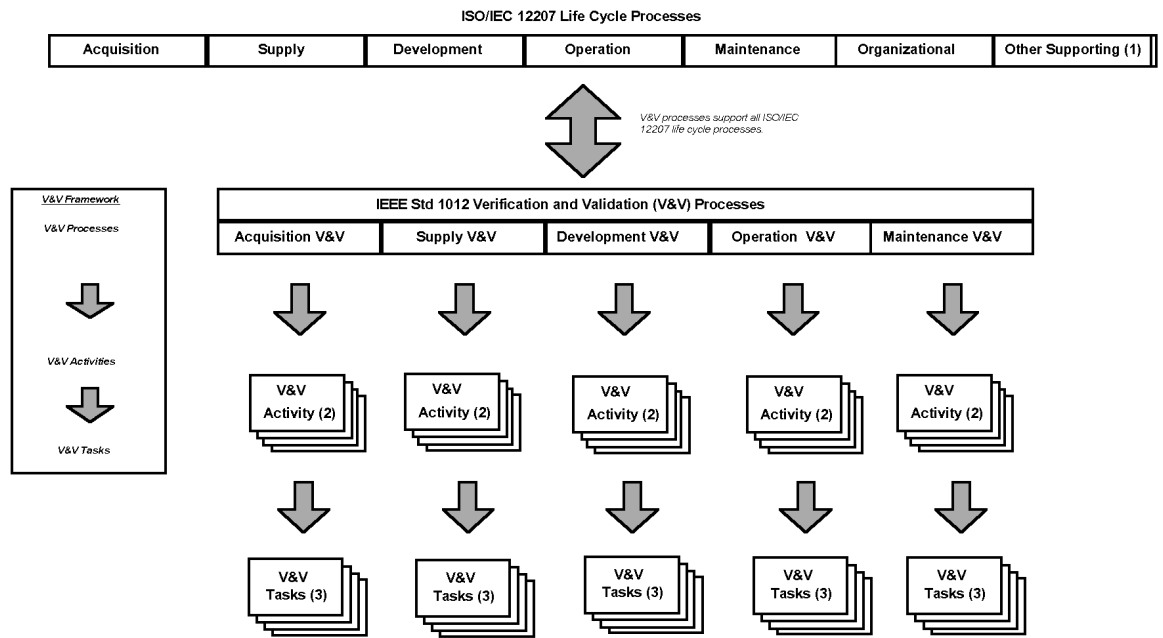 ISO/IEC 12207 Life Cycle Processes
Acquisition Supply Development Operation Maintenance Organizational Other Supporting (1)
V&V processes support all ISO/IEC
12207 life cycle processes.
V&V Framework
V&V Processes
V&V Activities
V&V Tasks
IEEE Std 1012 Verification and Validation (V&V) Processes
Acquisition V&V Supply V&V Development V&V Operation V&V Maintenance V&V
V&V
Activity (2)
V&V
Activity (2)
V&V
Activity (2)
V&V
Activity (2)
V&V
Activity (2)
V&V
Tasks (3)
V&V
Tasks (3)
V&V
Tasks (3)
V&V
Tasks (3)
V&V
Tasks (3)